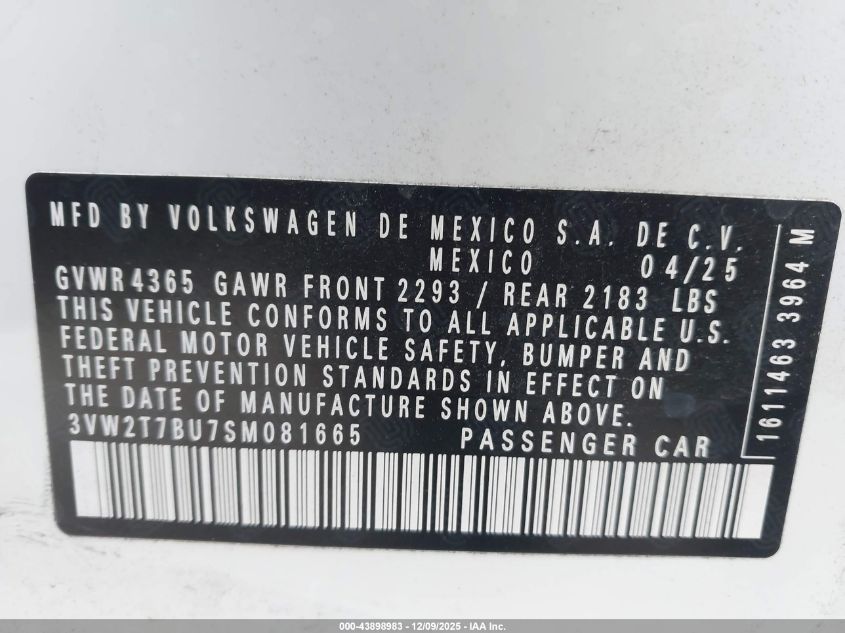 MFD BY VOLKSWAGEN DE MEXICO S.A. DE C.V.
MEXICO 04/25
GVWR 4365 GAWR FRONT 2293 / REAR 2183 LBS
THIS VEHICLE CONFORMS TO ALL APPLICABLE U.S.
FEDERAL MOTOR VEHICLE SAFETY, BUMPER AND
THEFT PREVENTION STANDARDS IN EFFECT ON
THE DATE OF MANUFACTURE SHOWN ABOVE.
3VW2T7BU7SM081665 PASSENGER CAR
1611463 3964 M
000-43898983 - 12/09/2025 - IAA Inc.